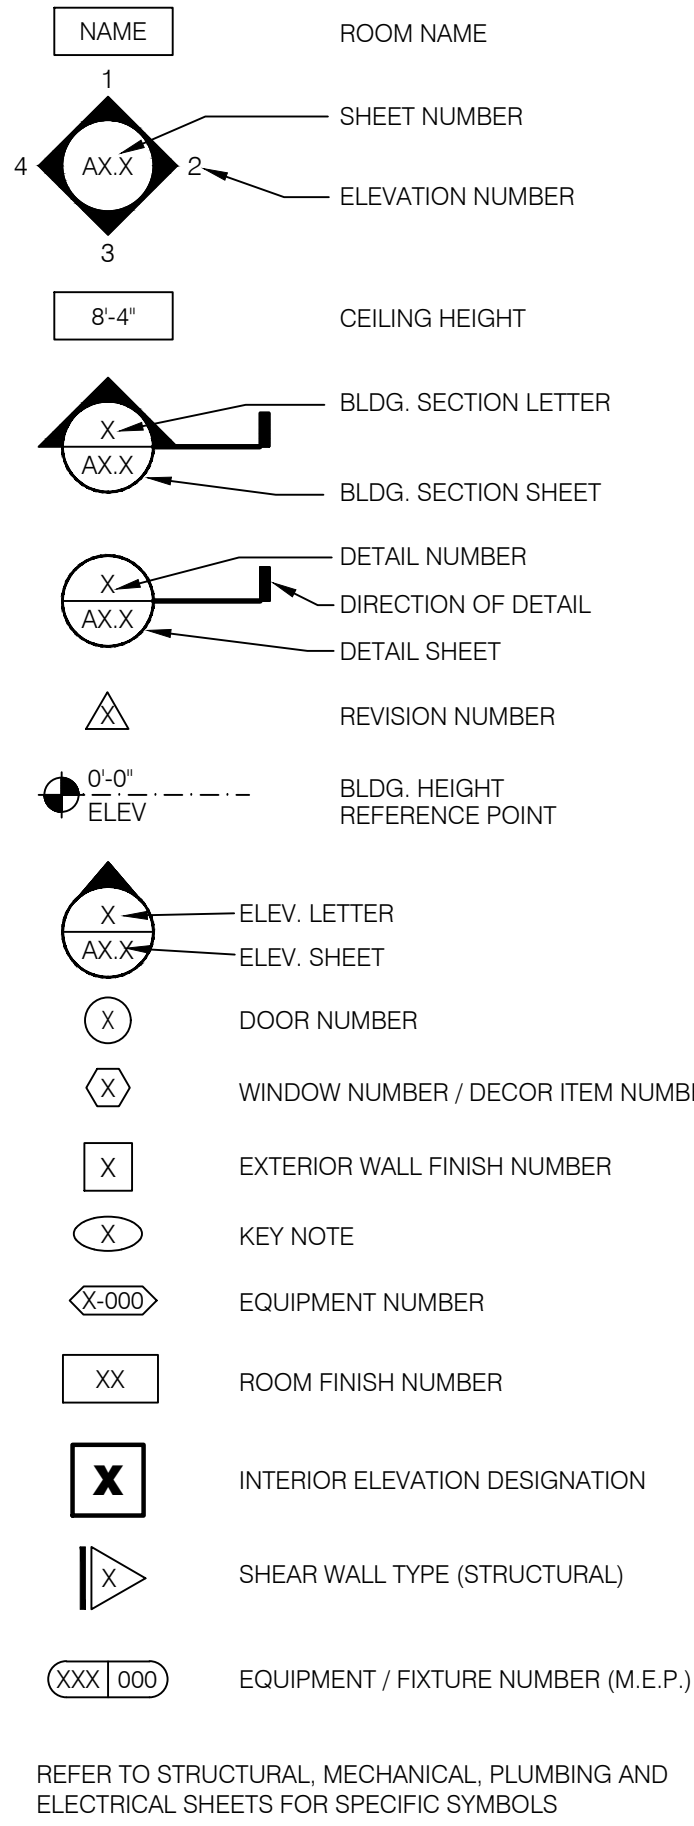 NAME ROOM NAME
1
SHEET NUMBER
4 AX.X 2
ELEVATION NUMBER
3
8'-4" CEILING HEIGHT
BLDG. SECTION LETTER
X
AX.X
BLDG. SECTION SHEET
DETAIL NUMBER
X
DIRECTION OF DETAIL
AX.X
DETAIL SHEET
X REVISION NUMBER
0'-0" BLDG. HEIGHT
ELEV REFERENCE POINT
X ELEV. LETTER
AX.X ELEV. SHEET
X DOOR NUMBER
X WINDOW NUMBER / DECOR ITEM
X EXTERIOR WALL FINISH NUMBER
X KEY NOTE
X-000 EQUIPMENT NUMBER
XX ROOM FINISH NUMBER
X INTERIOR ELEVATION DESIGNATION
X SHEAR WALL TYPE (STRUCTURAL)
XXX 000 EQUIPMENT / FIXTURE NUMBER (M.E.P.)
REFER TO STRUCTURAL, MECHANICAL, PLUMBING AND
ELECTRICAL SHEETS FOR SPECIFIC SYMBOLS